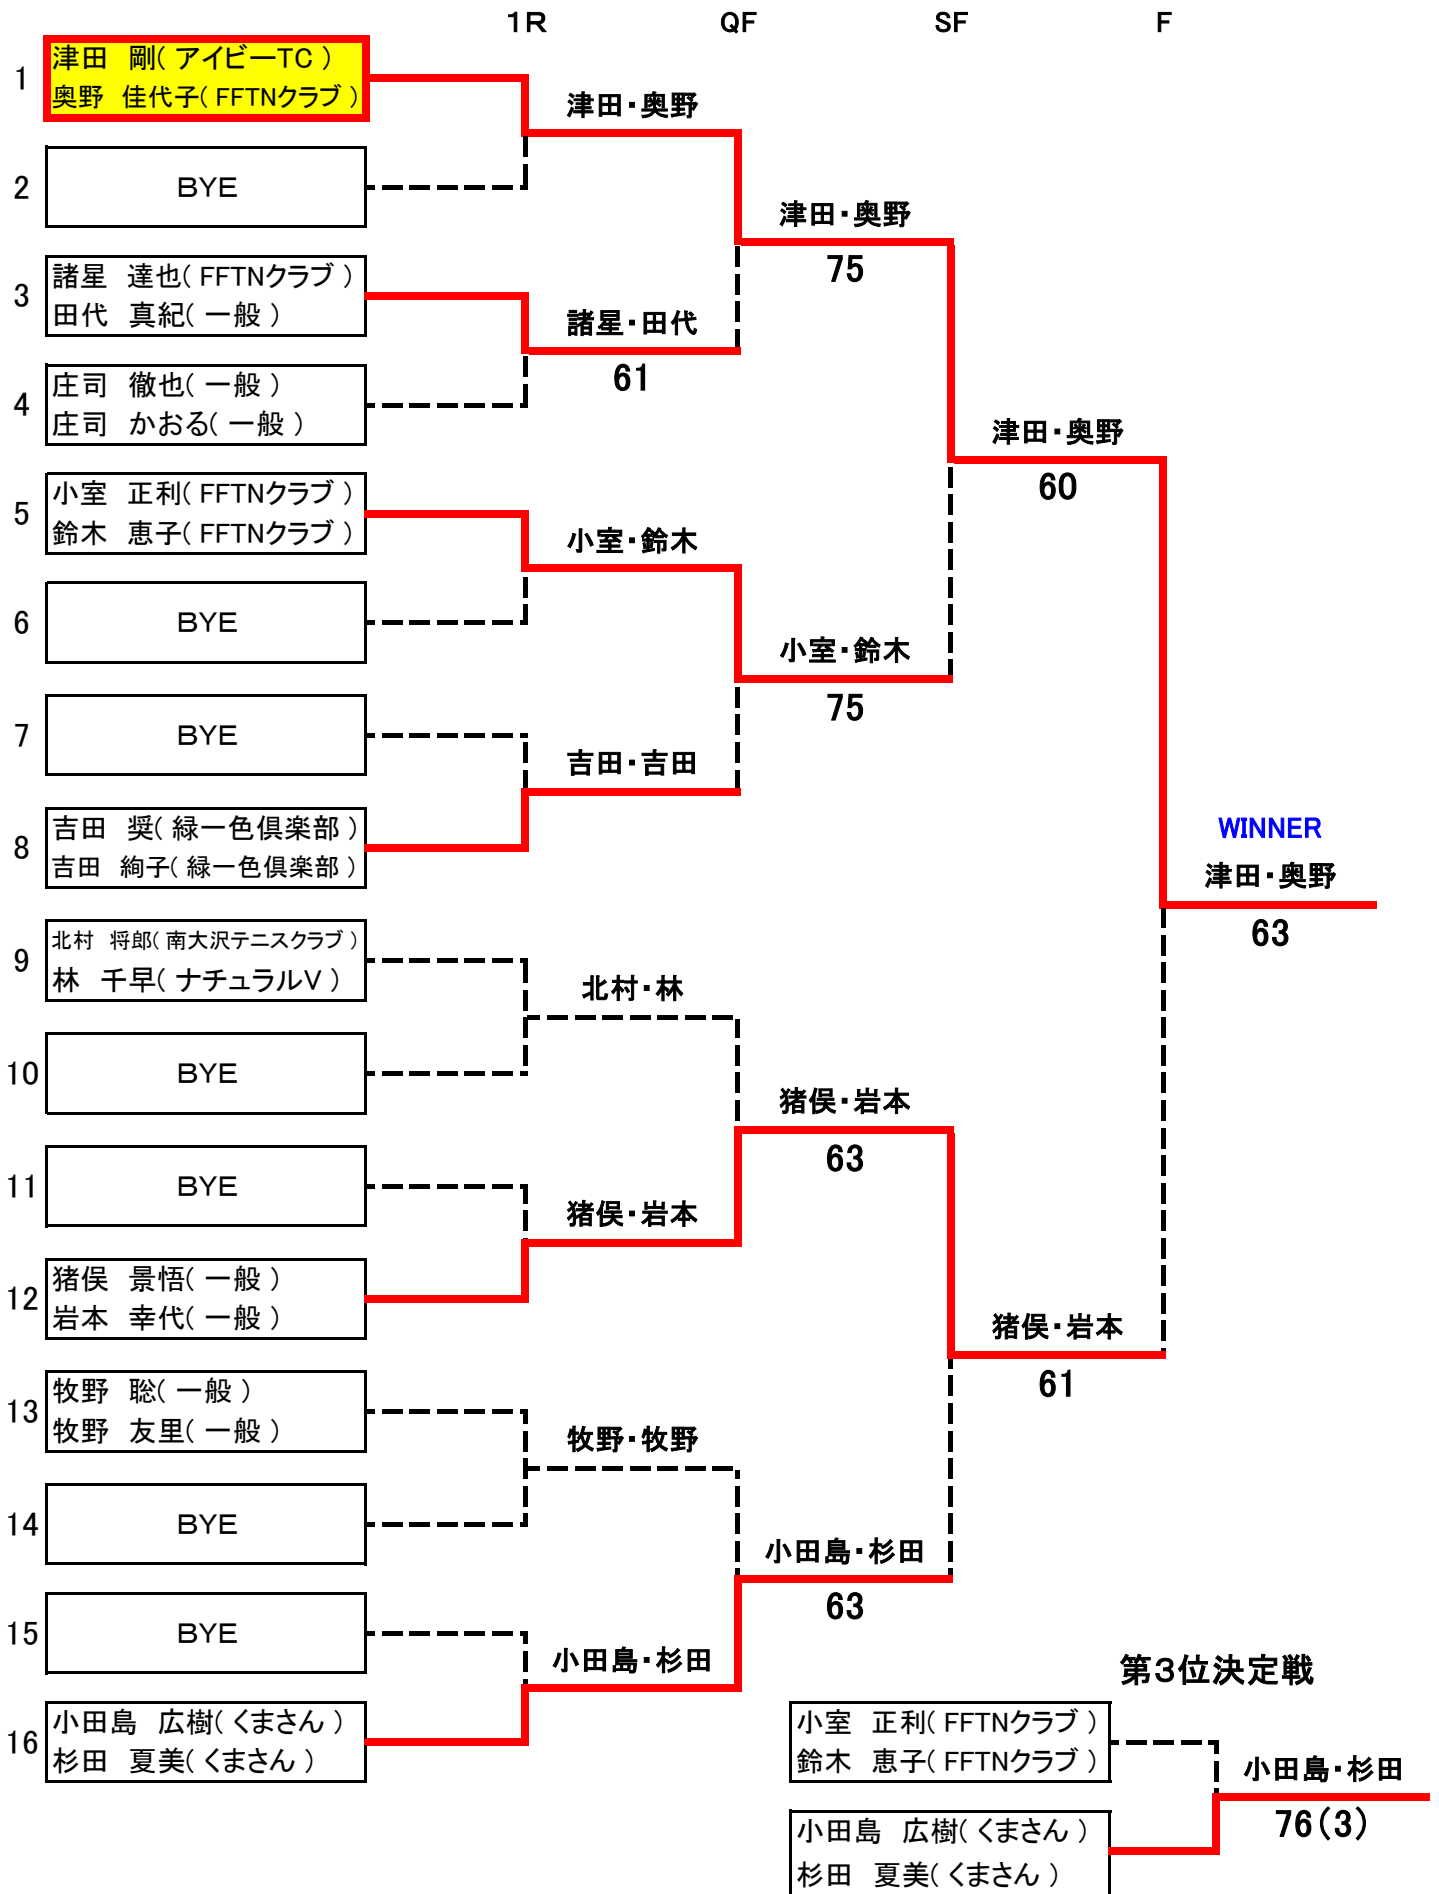 1R QF SF F
1
津田 剛( アイビーTC )
奥野 佳代子( FFTNクラブ )
津田・奥野
2
BYE
津田・奥野
75
3
諸星 達也( FFTNクラブ )
田代 真紀( 一般 )
諸星・田代
61
4
庄司 徹也( 一般 )
庄司 かおる( 一般 )
津田・奥野
60
5
小室 正利( FFTNクラブ )
鈴木 恵子( FFTNクラブ )
小室・鈴木
6
BYE
小室・鈴木
75
7
BYE
吉田・吉田
8
吉田 奨( 緑一色倶楽部 )
吉田 絢子( 緑一色倶楽部 )
WINNER
津田・奥野
63
9
北村 将郎( 南大沢テニスクラブ )
林 千早( ナチュラルV )
北村・林
10
BYE
猪俣・岩本
63
11
BYE
猪俣・岩本
12
猪俣 景悟( 一般 )
岩本 幸代( 一般 )
猪俣・岩本
61
13
牧野 聡( 一般 )
牧野 友里( 一般 )
牧野・牧野
14
BYE
小田島・杉田
63
15
BYE
小田島・杉田
16
小田島 広樹( くまさん )
杉田 夏美( くまさん )
第3位決定戦
小室 正利( FFTNクラブ )
鈴木 恵子( FFTNクラブ )
小田島・杉田
76(3)
小田島 広樹( くまさん )
杉田 夏美( くまさん )